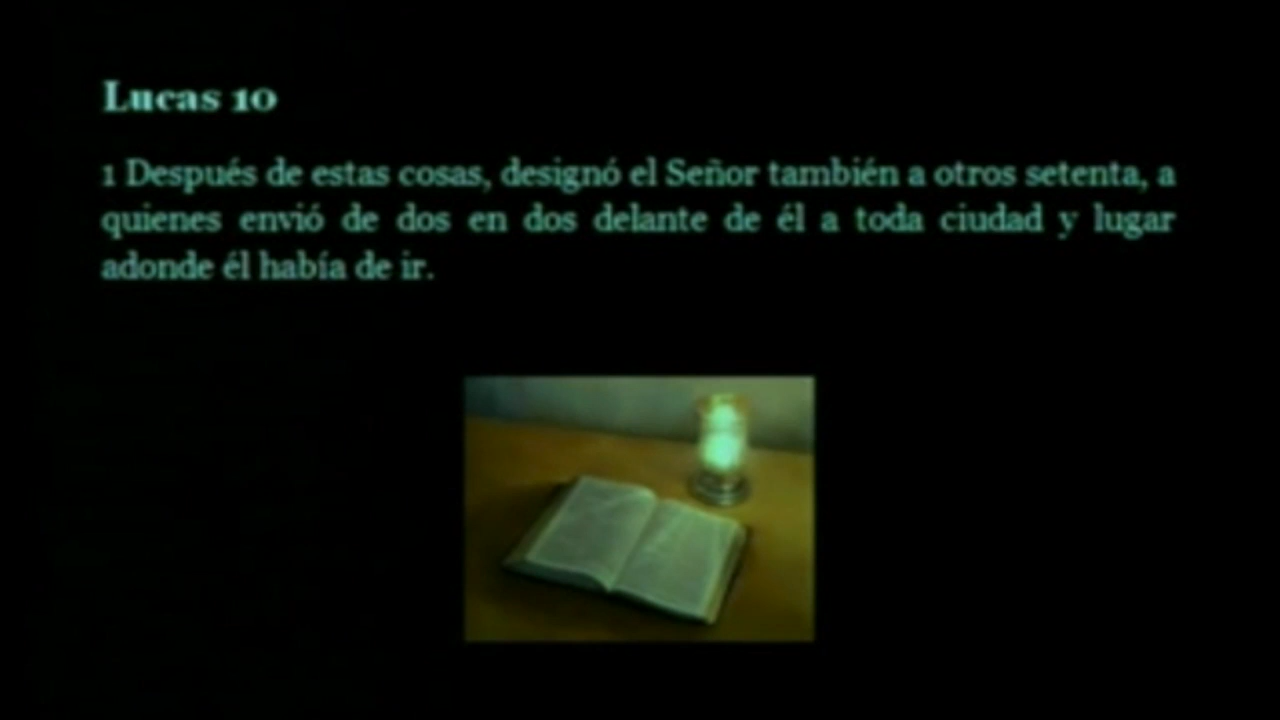 Lucas 10
1 Después de estas cosas, designó el Señor también a otros setenta, a
quienes envió de dos en dos delante de él a toda ciudad y lugar
adonde él había de ir.